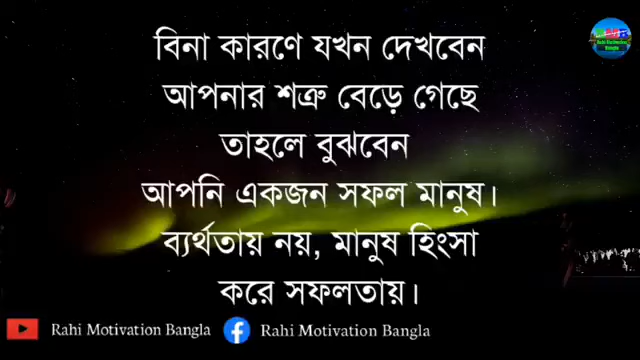 বিনা কারণে যখন দেখবেন
আপনার শত্রু বেড়ে গেছে
তাহলে বুঝবেন
আপনি একজন সফল মানুষ।
ব্যর্থতায় নয়, মানুষ হিংসা
করে সফলতায়।
Rahi Motivation Bangla
Rahi Motivation Bangla